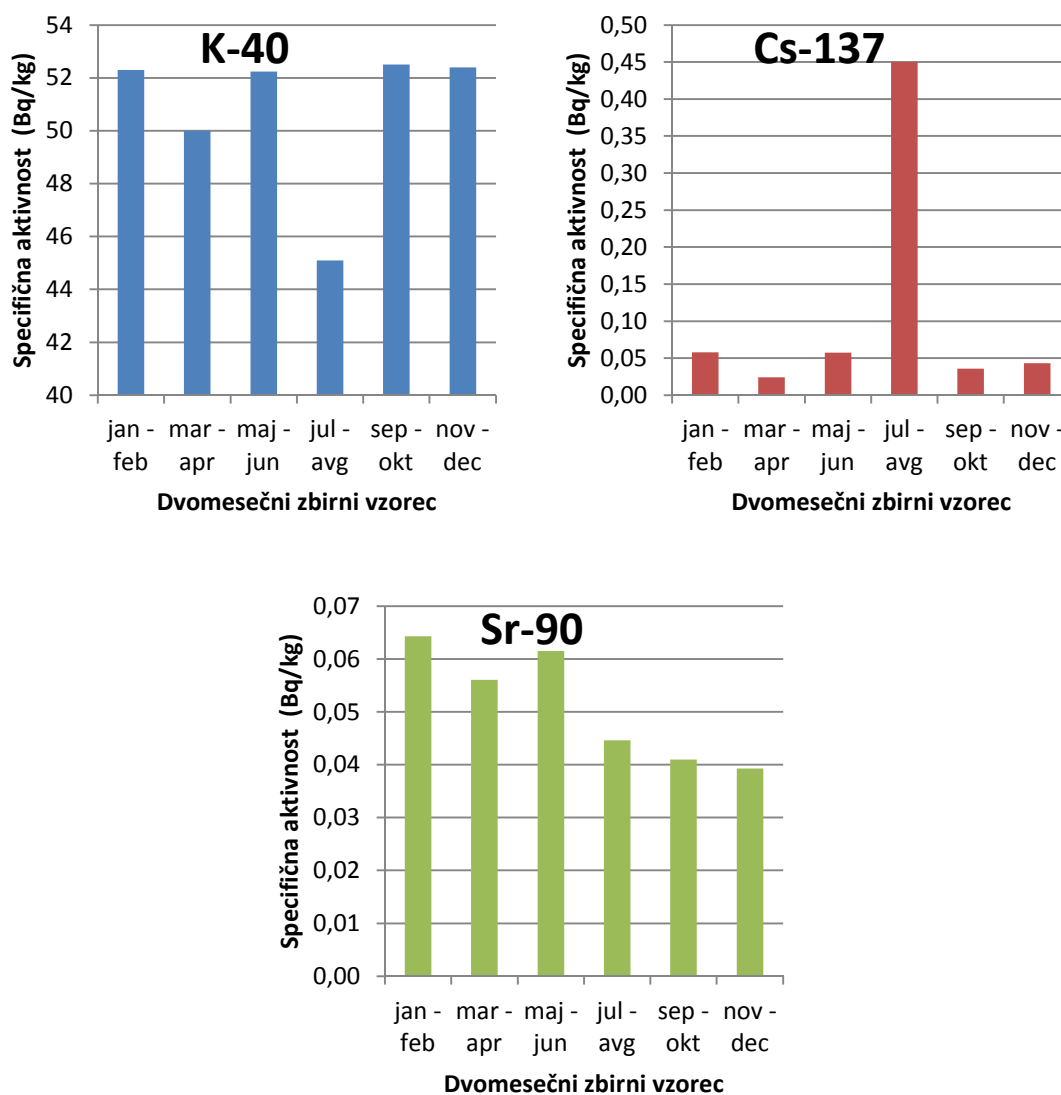 K-40
Specifična aktivnost (Bq/kg)
54
52
50
48
46
44
42
40
jan - mar - maj - jul - sep - nov -
feb apr jun avg okt dec
Dvomesečni zbirni vzorec
Cs-137
Specifična aktivnost (Bq/kg)
0,50
0,45
0,40
0,35
0,30
0,25
0,20
0,15
0,10
0,05
0,00
jan - mar - maj - jul - sep - nov -
feb apr jun avg okt dec
Dvomesečni zbirni vzorec
Sr-90
Specifična aktivnost (Bq/kg)
0,07
0,06
0,05
0,04
0,03
0,02
0,01
0,00
jan - mar - maj - jul - sep - nov -
feb apr jun avg okt dec
Dvomesečni zbirni vzorec